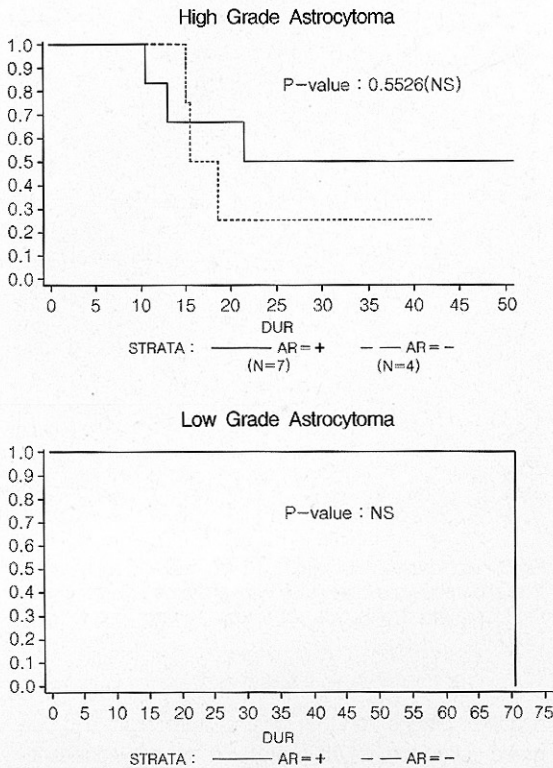 High Grade Astrocytoma
1.0
0.9
0.8
0.7
0.6
0.5
0.4
0.3
0.2
0.1
0.0
P-value : 0.5526(NS)
0 5 10 15 20 25 30 35 40 45 50
DUR
STRATA : AR=+ AR=-
(N=7) (N=4)
Low Grade Astrocytoma
1.0
0.9
0.8
0.7
0.6
0.5
0.4
0.3
0.2
0.1
0.0
P-value : NS
0 5 10 15 20 25 30 35 40 45 50 55 60 65 70 75
DUR
STRATA : AR=+ AR=-